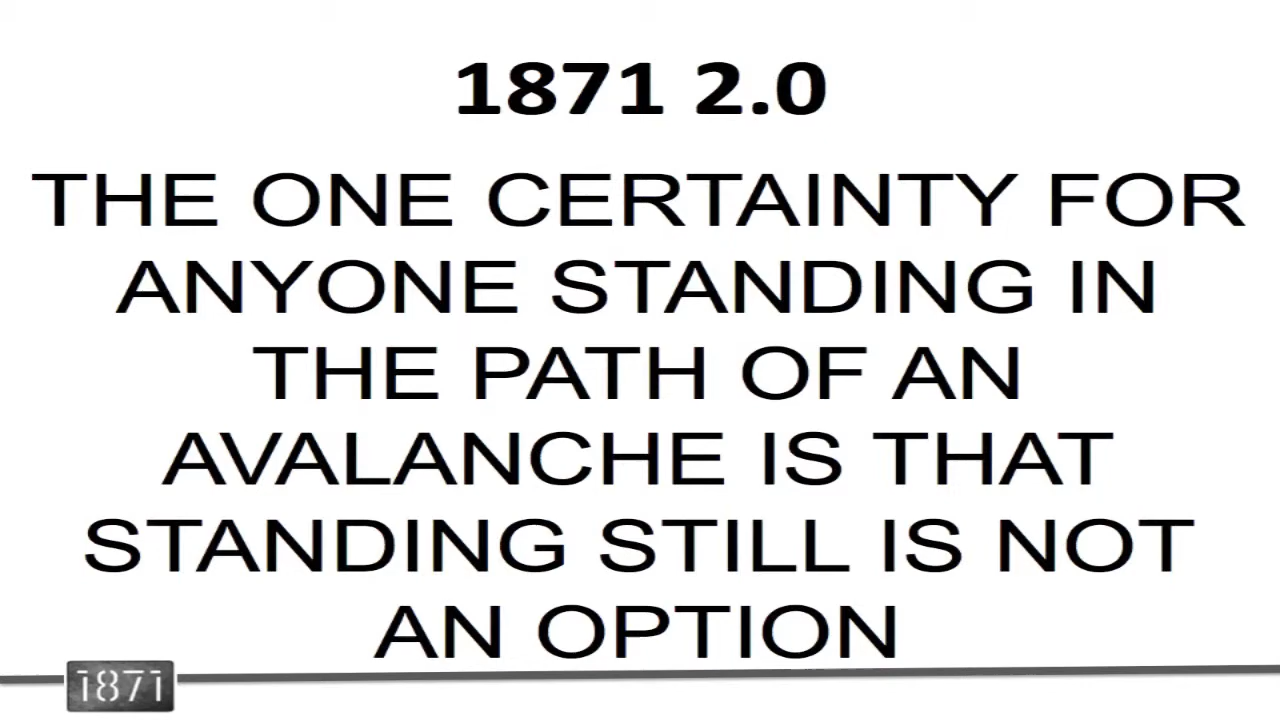 1871 2.0
THE ONE CERTAINTY FOR
ANYONE STANDING IN
THE PATH OF AN
AVALANCHE IS THAT
STANDING STILL IS NOT
AN OPTION
1871